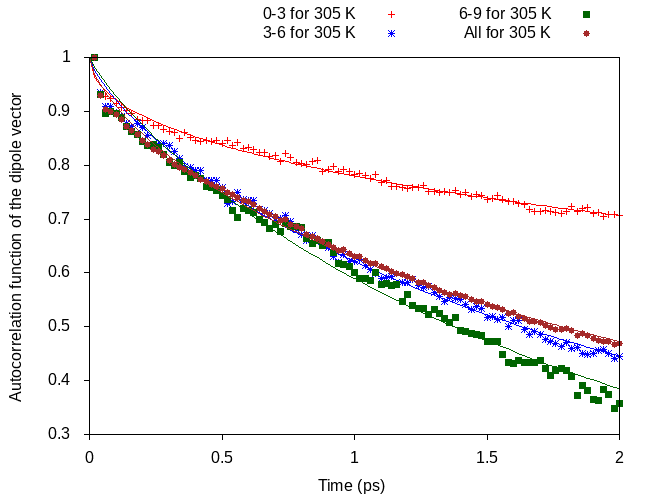 0-3 for 305 K
6-9 for 305 K
3-6 for 305 K
All for 305 K
1
0.9
0.8
0.7
0.6
0.5
0.4
0.3
Autocorrelation function of the dipole vector
0 0.5 1 1.5 2
Time (ps)